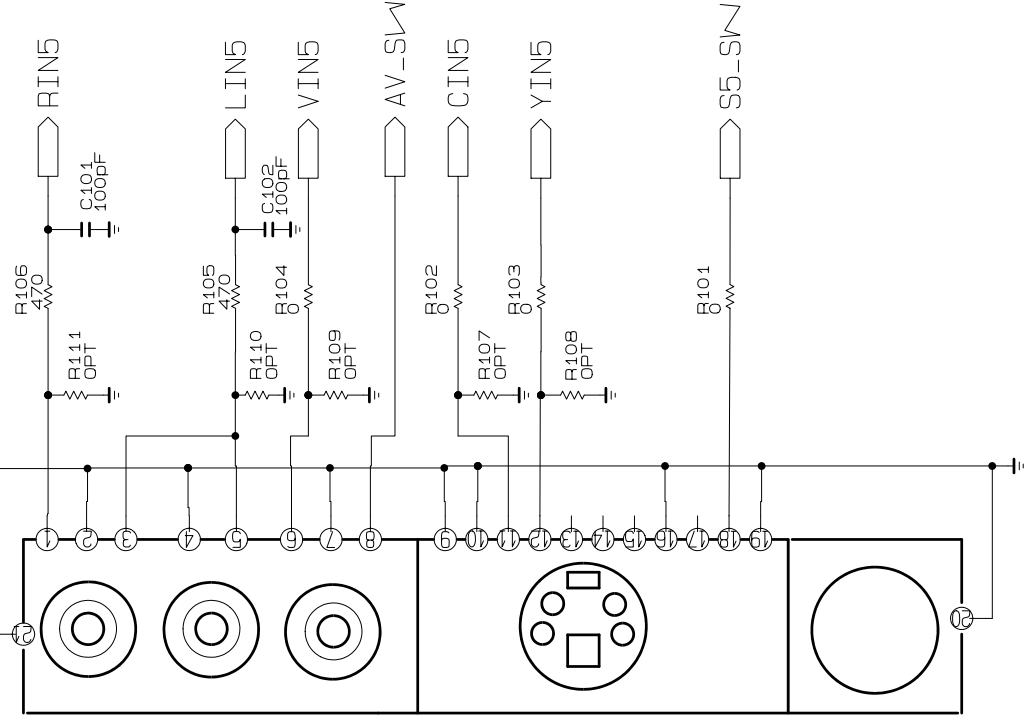 RIN5
LIN5
VIN5
AV_SW
CIN5
YIN5
S5_SW
C101
100pF
C102
100pF
R106
470
R105
470
R104
0
R102
0
R103
0
R101
0
R111
OPT
R110
OPT
R109
OPT
R107
OPT
R108
OPT
1
2
3
4
5
6
7
8
9
10
11
12
13
14
15
16
17
18
19
21
20